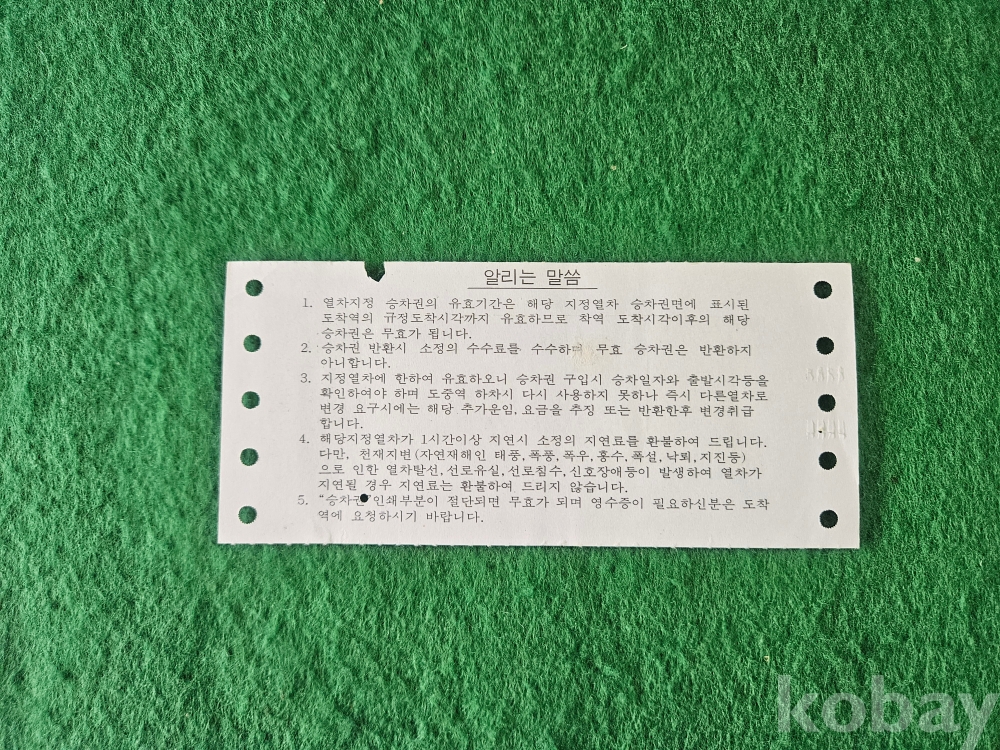 알리는 말씀
1. 열차지정 승차권의 유효기간은 해당 지정열차 승차권면에 표시된
도착역의 규정도착시각까지 유효하므로 착역 도착시각이후의 해당
승차권은 무효가 됩니다.
2. 승차권 반환시 소정의 수수료를 수수하며 무효 승차권은 반환하지
아니합니다.
3. 지정열차에 한하여 유효하오니 승차권 구입시 승차일자와 출발시각등을
확인하여야 하며 도중역 하차시 다시 사용하지 못하나 즉시 다른열차로
변경 요구시에는 해당 추가운임, 요금을 추징 또는 반환한후 변경취급
합니다.
4. 해당지정열차가 1시간이상 지연시 소정의 지연료를 환불하여 드립니다.
다만, 천재지변(자연재해인 태풍, 폭풍, 폭우, 홍수, 폭설, 낙뢰, 지진등)
으로 인한 열차탈선, 선로유실, 선로침수, 신호장애등이 발생하여 열차가
지연될 경우 지연료는 환불하여 드리지 않습니다.
5. “승차권”인쇄부분이 절단되면 무효가 되며 영수증이 필요하신분은 도착
역에 요청하시기 바랍니다.
kobay